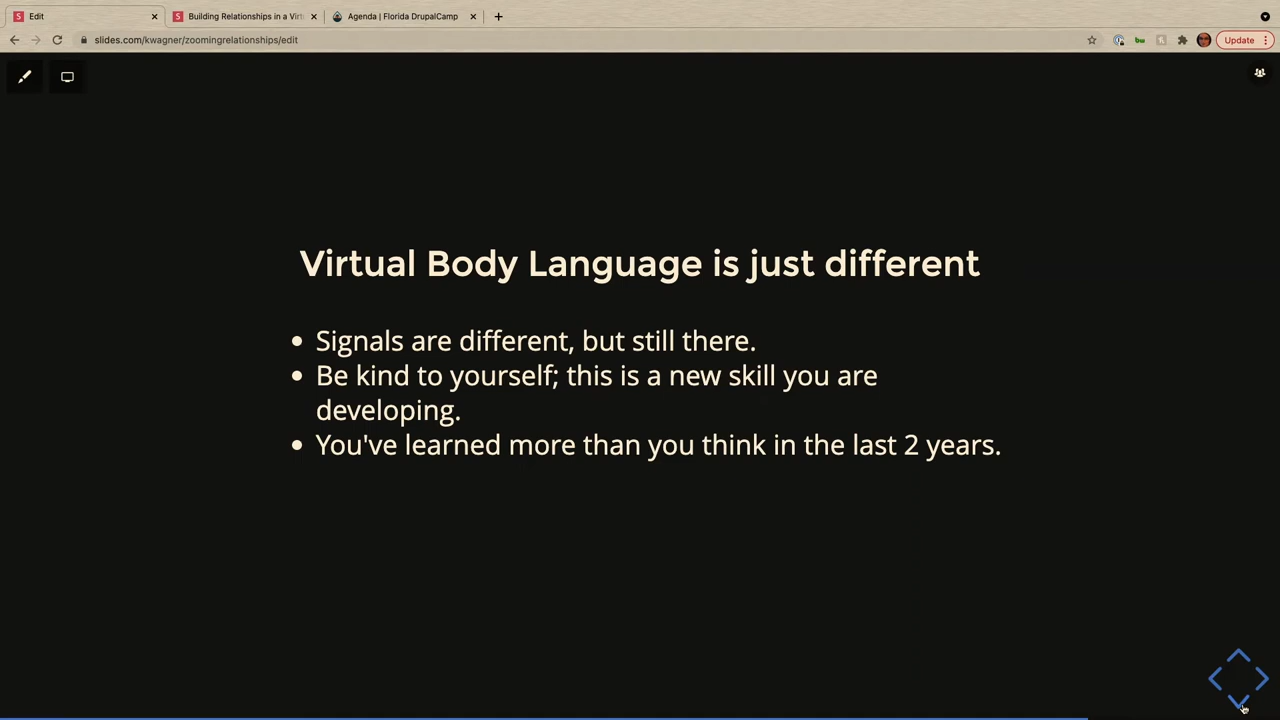 Edit
Building Relationships in a Virt
Agenda | Florida DrupalCamp
slides.com/kwagner/zoomingrelationships/edit
bw
Update
Virtual Body Language is just different
Signals are different, but still there.
Be kind to yourself; this is a new skill you are
developing.
You've learned more than you think in the last 2 years.